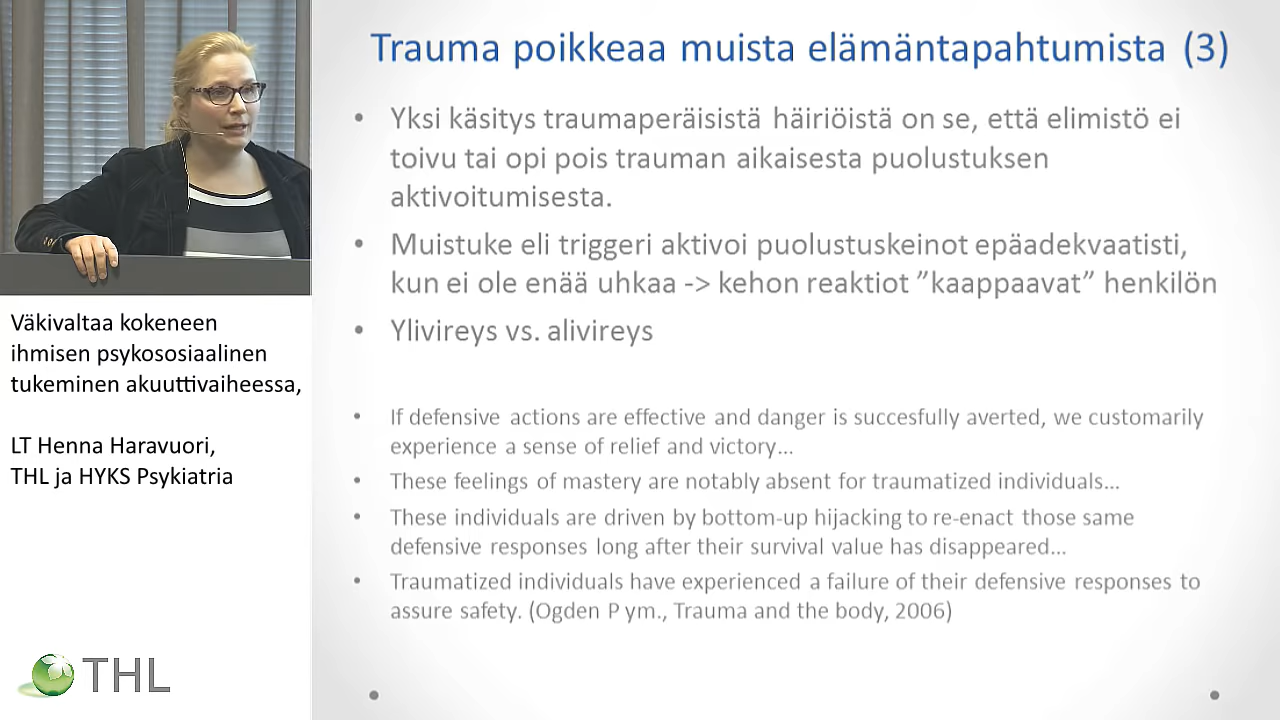 Trauma poikkeaa muista elämäntapahtumista (3)
• Yksi käsitys traumaperäisistä häiriöistä on se, että elimistö ei
toivu tai opi pois trauman aikaisesta puolustuksen
aktivoitumisesta.
• Muistuke eli triggeri aktivoi puolustuskeinot epäadekvaatisti,
kun ei ole enää uhkaa -> kehon reaktiot ”kaappaavat” henkilön
• Ylivireys vs. alivireys
• If defensive actions are effective and danger is succesfully averted, we customarily
experience a sense of relief and victory…
• These feelings of mastery are notably absent for traumatized individuals…
• These individuals are driven by bottom-up hijacking to re-enact those same
defensive responses long after their survival value has disappeared…
• Traumatized individuals have experienced a failure of their defensive responses to
assure safety. (Ogden P ym., Trauma and the body, 2006)
Väkivaltaa kokeneen
ihmisen psykososiaalinen
tukeminen akuuttivaiheessa,
LT Henna Haravuori,
THL ja HYKS Psykiatria
THL